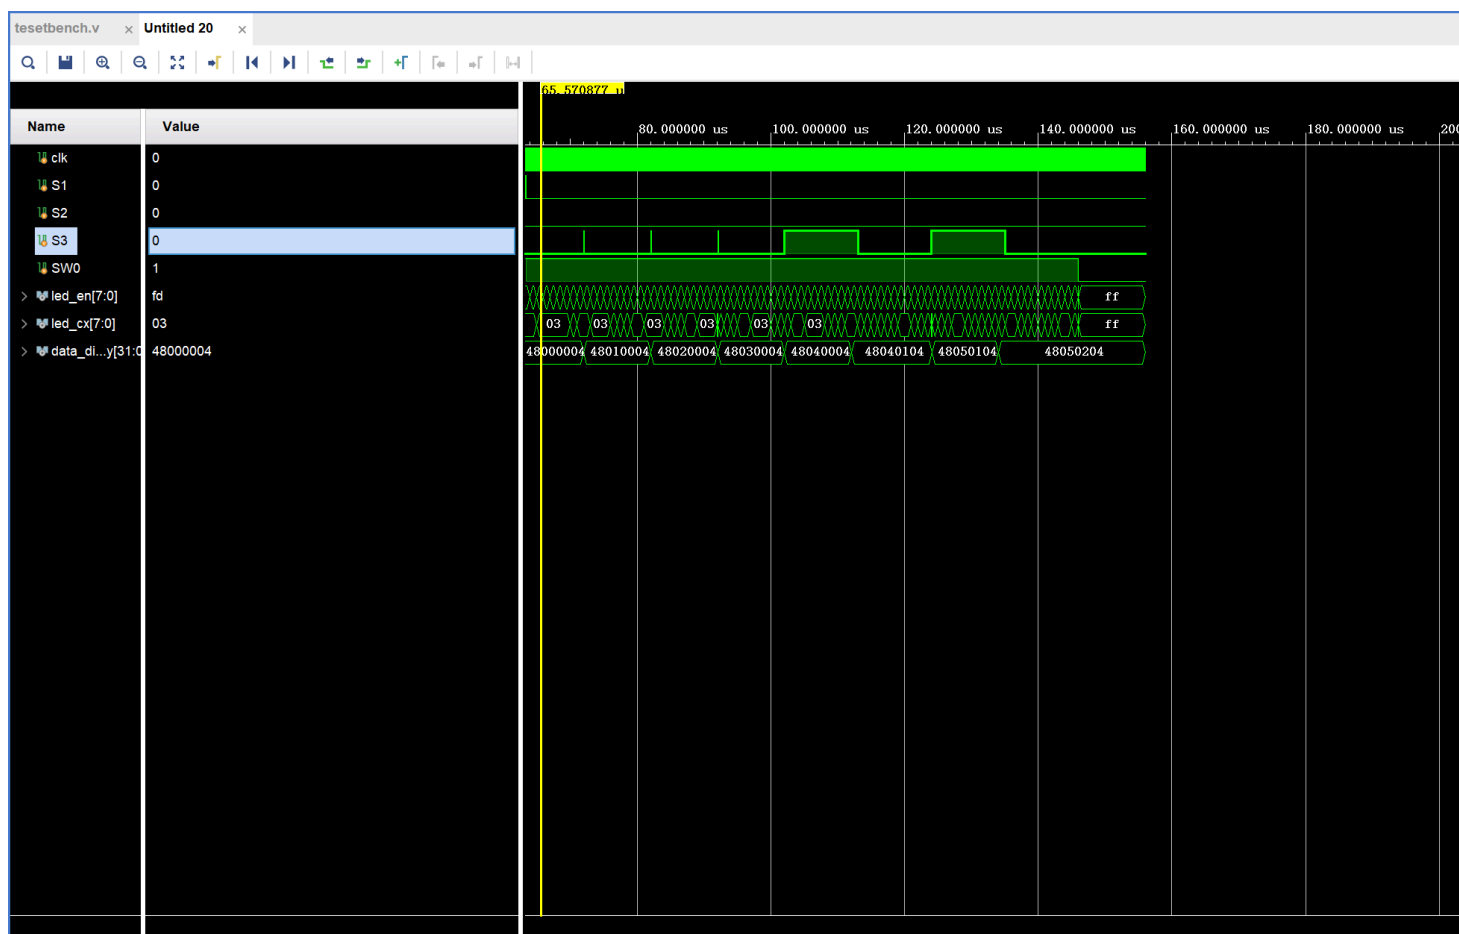 tesetbench.v × Untitled 20 ×
65.570877 u
Name Value
80.000000 us 100.000000 us 120.000000 us 140.000000 us 160.000000 us 180.000000 us 200
clk 0
S1 0
S2 0
S3 0
SW0 1
led_en[7:0] fd ff
led_cx[7:0] 03 03 03 03 03 03 03 ff
data_di...y[31:0 48000004 48000004 48010004 48020004 48030004 48040004 48040104 48050104 48050204